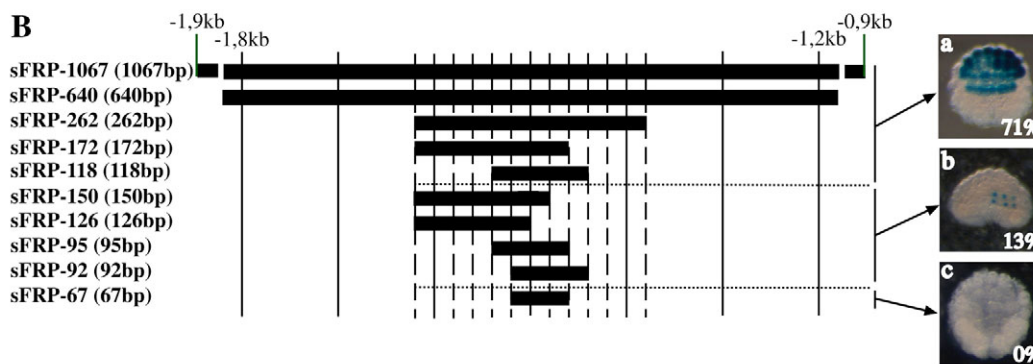 B
-1,9kb
-0,9kb
-1,8kb
-1,2kb
sFRP-1067 (1067bp)
sFRP-640 (640bp)
sFRP-262 (262bp)
sFRP-172 (172bp)
sFRP-118 (118bp)
sFRP-150 (150bp)
sFRP-126 (126bp)
sFRP-95 (95bp)
sFRP-92 (92bp)
sFRP-67 (67bp)
a
71%
b
13%
c
0%